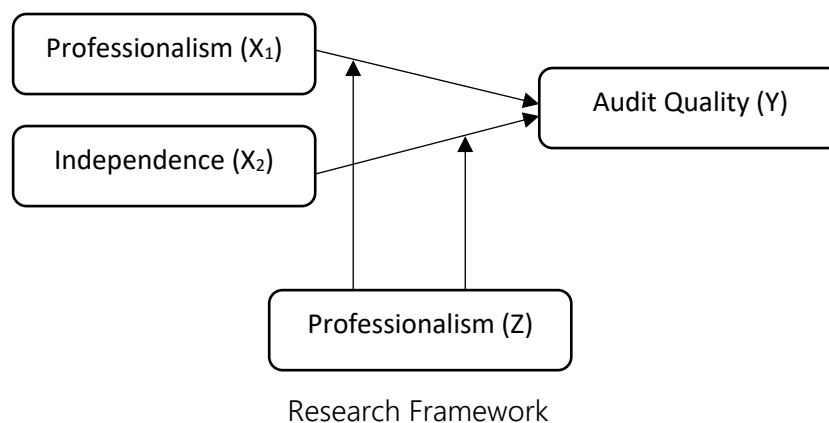 Professionalism (X₁)
Audit Quality (Y)
Independence (X₂)
Professionalism (Z)
Research Framework